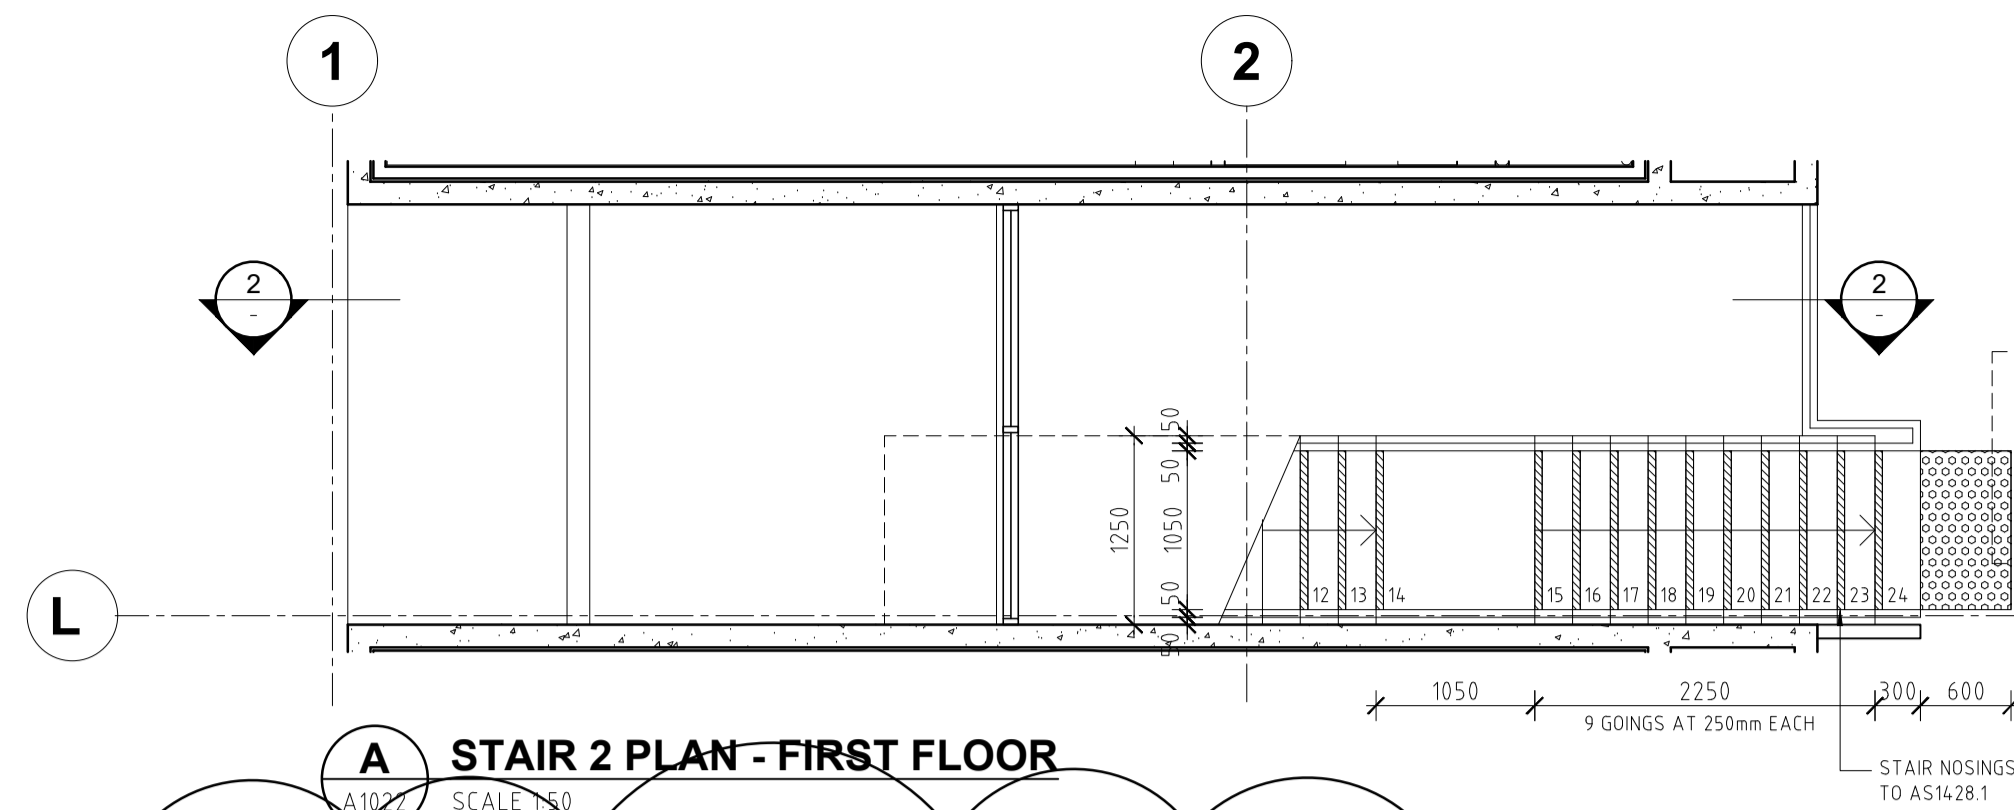 1
2
2
-
2
-
50
50
1250
1050
50
50
12 13 14 15 16 17 18 19 20 21 22 23 24
L
1050 2250 300 600
9 GOINGS AT 250mm EACH
A STAIR 2 PLAN - FIRST FLOOR
A1022 SCALE 1:50
STAIR NOSINGS
TO AS1428.1